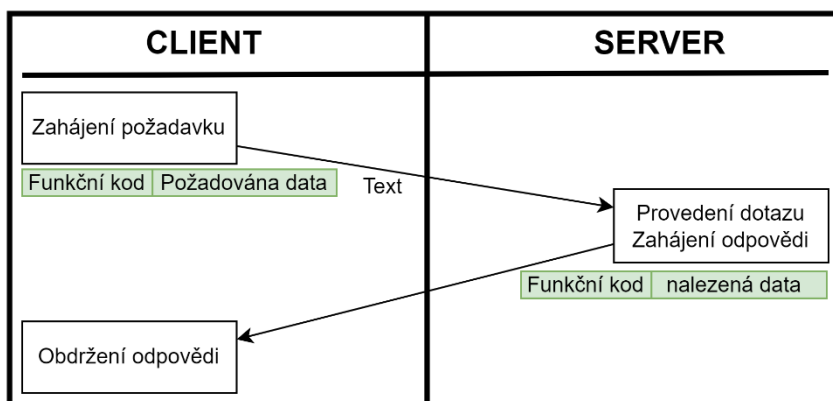 CLIENT
SERVER
Zahájení požadavku
Funkční kod
Požadována data
Text
Provedení dotazu
Zahájení odpovědi
Funkční kod
nalezená data
Obdržení odpovědi